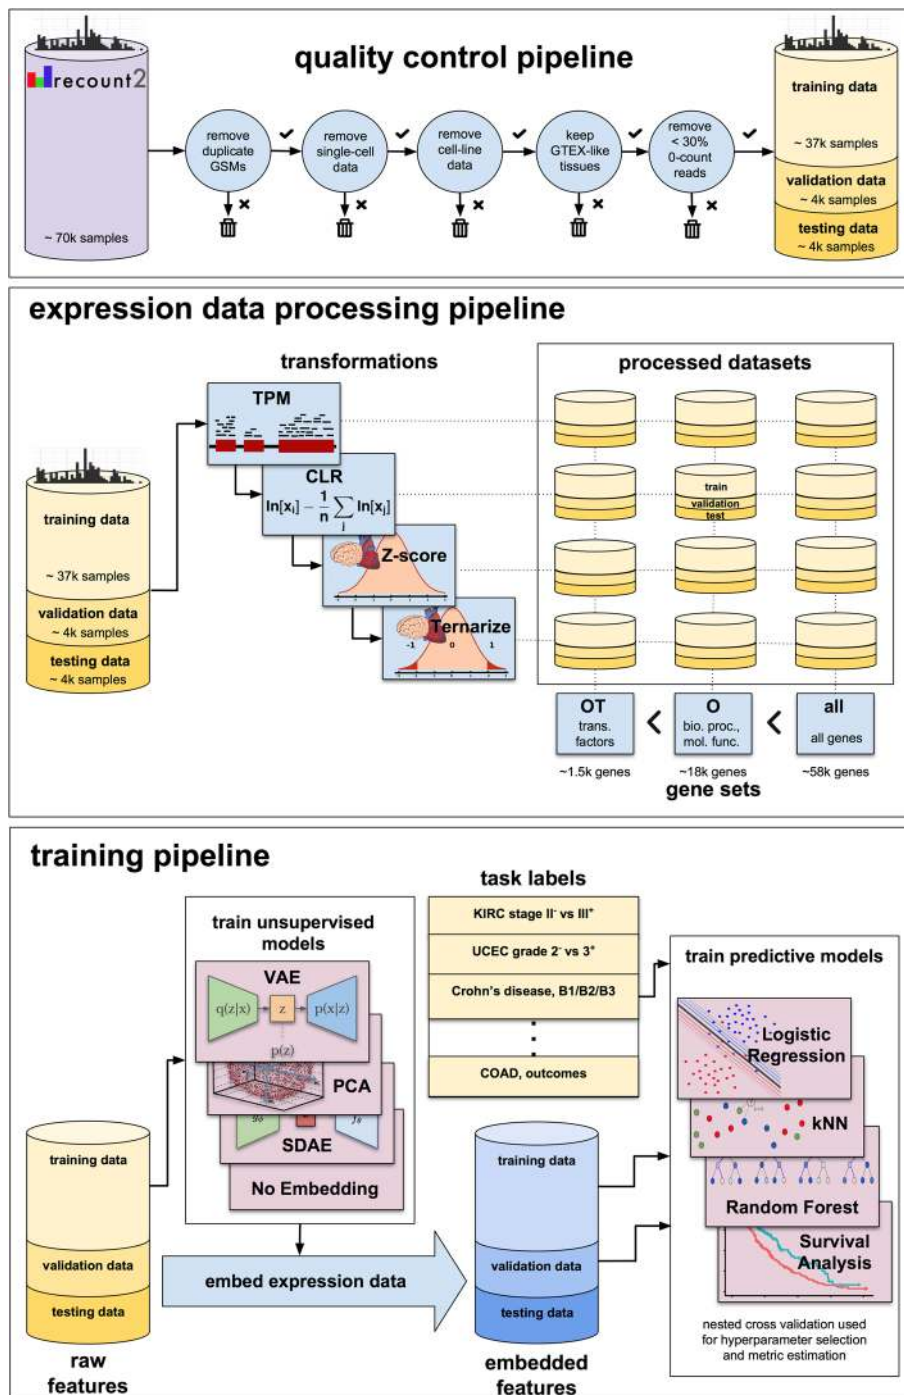 quality control pipeline
recount2
~ 70k samples
remove
duplicate
GSMs
remove
single-cell
data
remove
cell-line
data
keep
GTEX-like
tissues
remove
< 30%
0-count
reads
training data
~ 37k samples
validation data
~ 4k samples
testing data
~ 4k samples
expression data processing pipeline
transformations
processed datasets
training data
~ 37k samples
validation data
~ 4k samples
testing data
~ 4k samples
TPM
CLR
ln[xᵢ] − 1/n ∑ⱼ ln[xⱼ]
Z-score
Ternarize
-1 0 1
train
validation
test
OT
trans.
factors
<
O
bio. proc.,
mol. func.
<
all
all genes
~1.5k genes
~18k genes
~58k genes
gene sets
training pipeline
train unsupervised
models
VAE
q(z|x)
z
p(x|z)
p(z)
PCA
SDAE
No Embedding
task labels
KIRC stage II⁻ vs III⁺
UCEC grade 2⁻ vs 3⁺
Crohn's disease, B1/B2/B3
COAD, outcomes
train predictive models
Logistic
Regression
kNN
Random Forest
Survival
Analysis
nested cross validation used
for hyperparameter selection
and metric estimation
training data
validation data
testing data
raw
features
embed expression data
training data
validation data
testing data
embedded
features